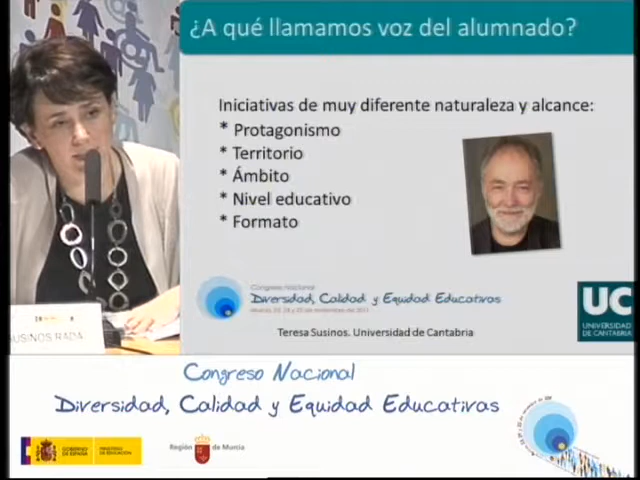 ¿A qué llamamos voz del alumnado?
Iniciativas de muy diferente naturaleza y alcance:
* Protagonismo
* Territorio
* Ámbito
* Nivel educativo
* Formato
Congreso Nacional
Diversidad, Calidad y Equidad Educativas
UC
UNIVERSIDAD
DE CANTABRIA
Teresa Susinos. Universidad de Cantabria
SUSINOS RADA
Congreso Nacional
Diversidad, Calidad y Equidad Educativas
GOBIERNO
DE ESPAÑA
MINISTERIO
DE EDUCACIÓN
Región de Murcia